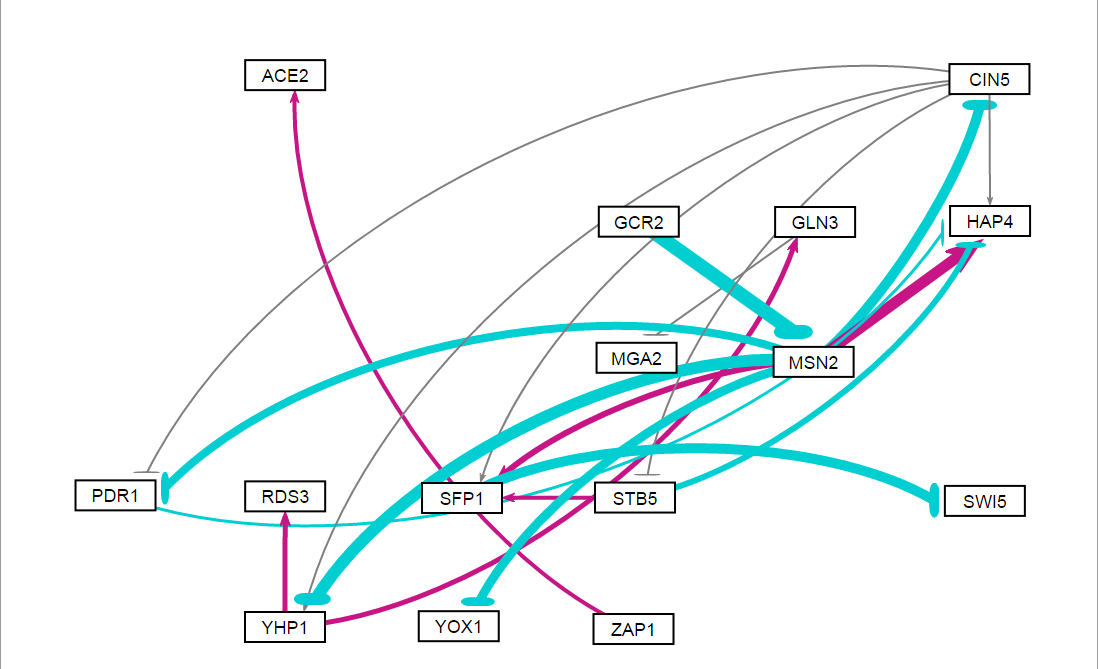 ACE2
CIN5
GCR2
GLN3
HAP4
MGA2
MSN2
PDR1
RDS3
SFP1
STB5
SWI5
YHP1
YOX1
ZAP1